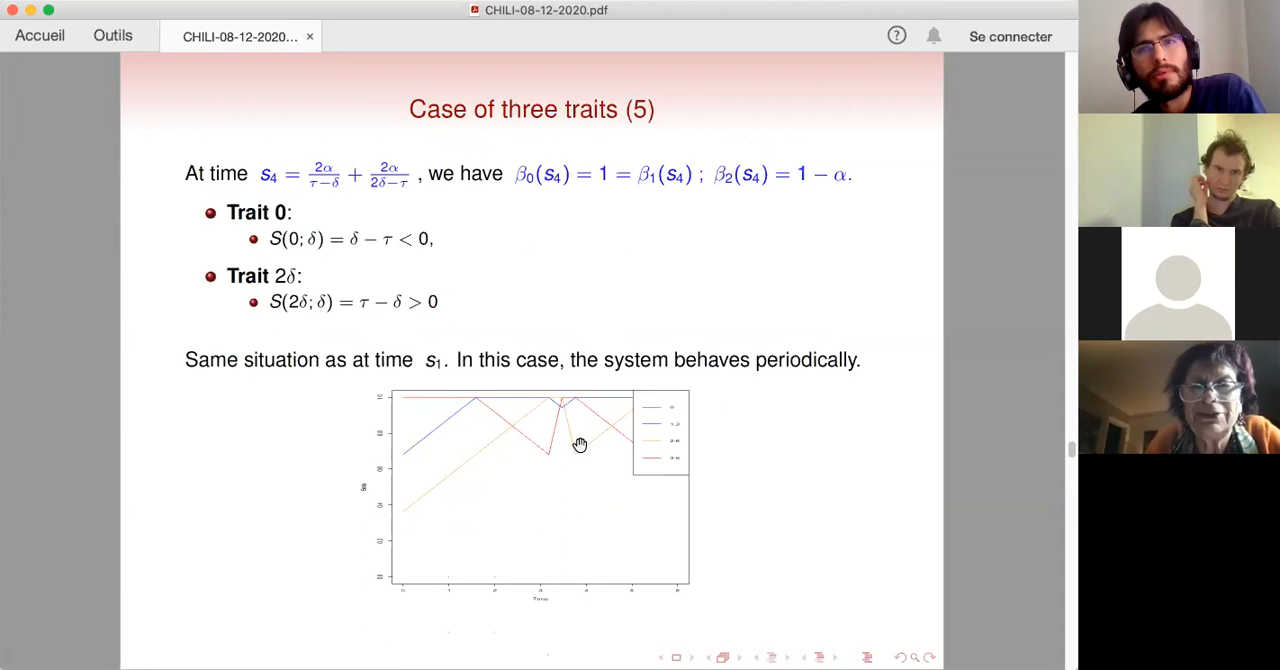 CHILI-08-12-2020.pdf
Accueil Outils CHILI-08-12-2020... × Se connecter
Case of three traits (5)
At time s₄ = 2α/(τ−δ) + 2α/(2δ−τ) , we have β₀(s₄) = 1 = β₁(s₄) ; β₂(s₄) = 1 − α.
Trait 0:
S(0; δ) = δ − τ < 0,
Trait 2δ:
S(2δ; δ) = τ − δ > 0
Same situation as at time s₁. In this case, the system behaves periodically.
0
Time